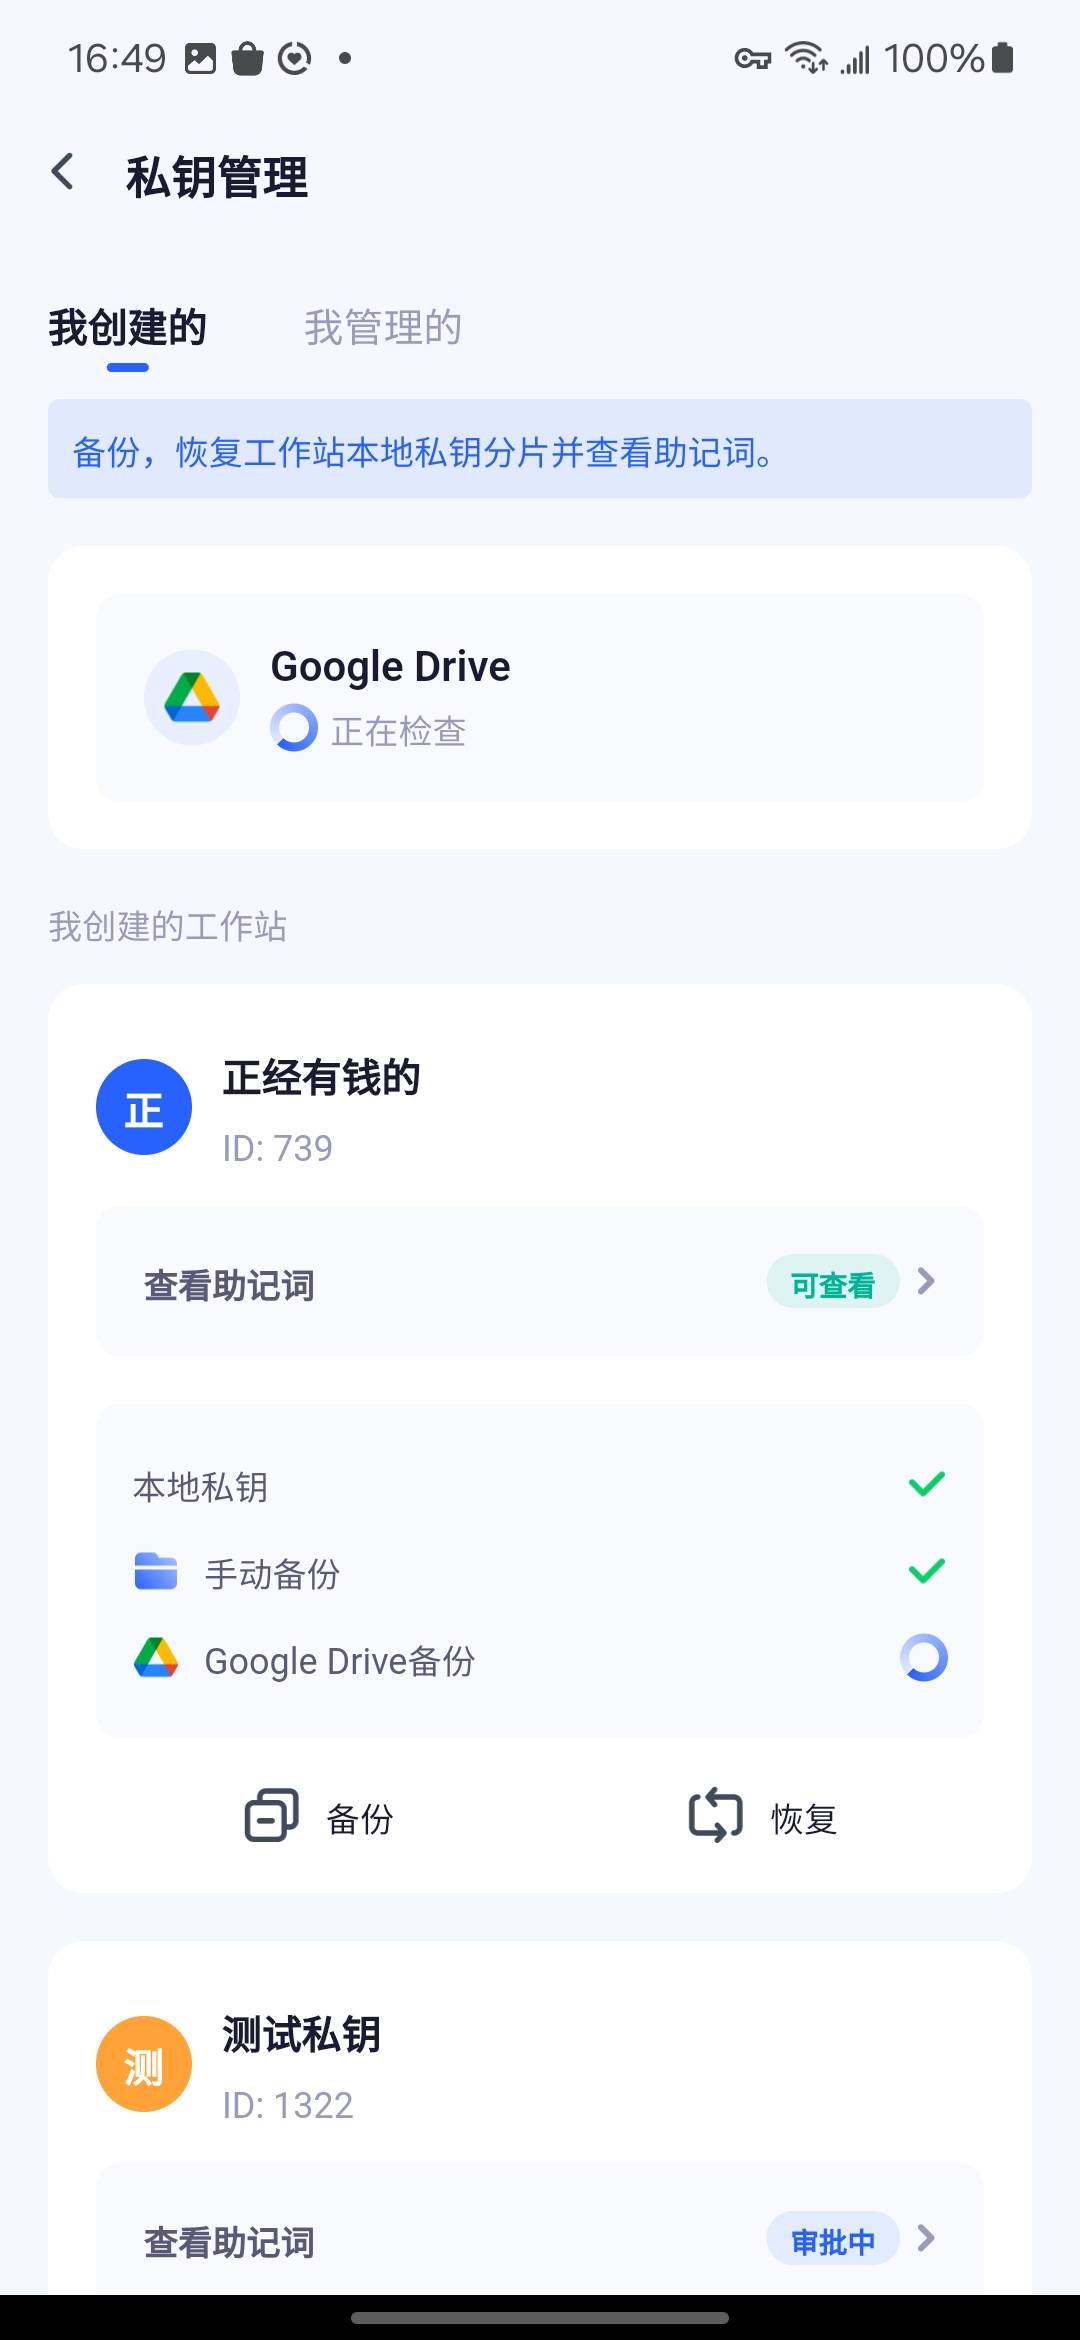 16:49 100%
私钥管理
我创建的 我管理的
备份，恢复工作站本地私钥分片并查看助记词。
Google Drive
正在检查
我创建的工作站
正
正经有钱的
ID: 739
查看助记词 可查看
本地私钥
手动备份
Google Drive备份
备份 恢复
测
测试私钥
ID: 1322
查看助记词 审批中